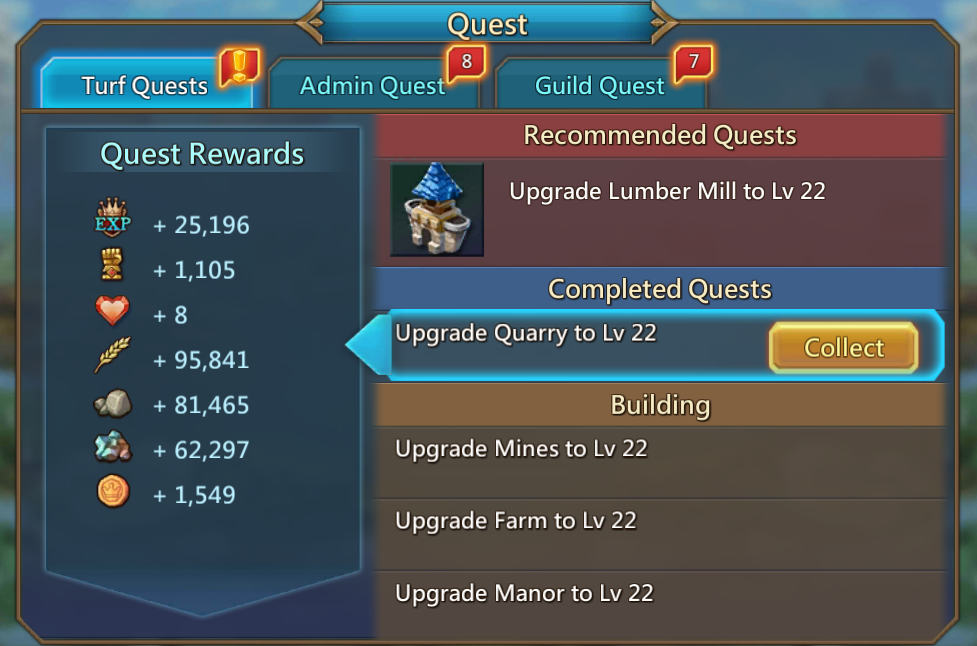 Quest
Turf Quests
Admin Quest
8
Guild Quest
7
Quest Rewards
EXP + 25,196
+ 1,105
+ 8
+ 95,841
+ 81,465
+ 62,297
+ 1,549
Recommended Quests
Upgrade Lumber Mill to Lv 22
Completed Quests
Upgrade Quarry to Lv 22
Collect
Building
Upgrade Mines to Lv 22
Upgrade Farm to Lv 22
Upgrade Manor to Lv 22